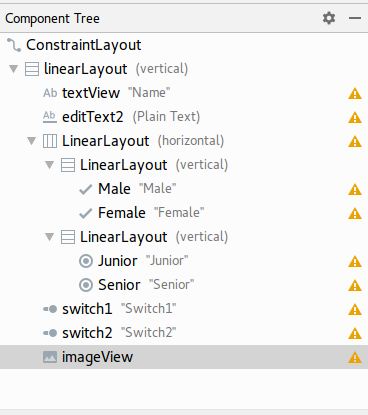 Component Tree
ConstraintLayout
linearLayout (vertical)
Ab textView "Name"
Ab editText2 (Plain Text)
LinearLayout (horizontal)
LinearLayout (vertical)
Male "Male"
Female "Female"
LinearLayout (vertical)
Junior "Junior"
Senior "Senior"
switch1 "Switch1"
switch2 "Switch2"
imageView